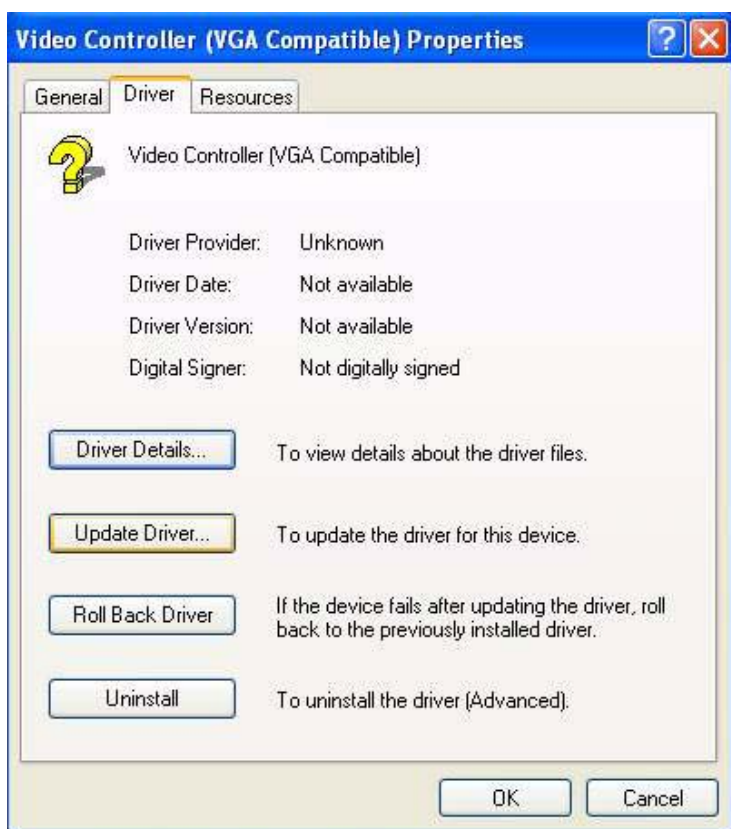 Video Controller (VGA Compatible) Properties
General Driver Resources
Video Controller (VGA Compatible)
Driver Provider: Unknown
Driver Date: Not available
Driver Version: Not available
Digital Signer: Not digitally signed
Driver Details... To view details about the driver files.
Update Driver... To update the driver for this device.
Roll Back Driver If the device fails after updating the driver, roll
back to the previously installed driver.
Uninstall To uninstall the driver (Advanced).
OK Cancel